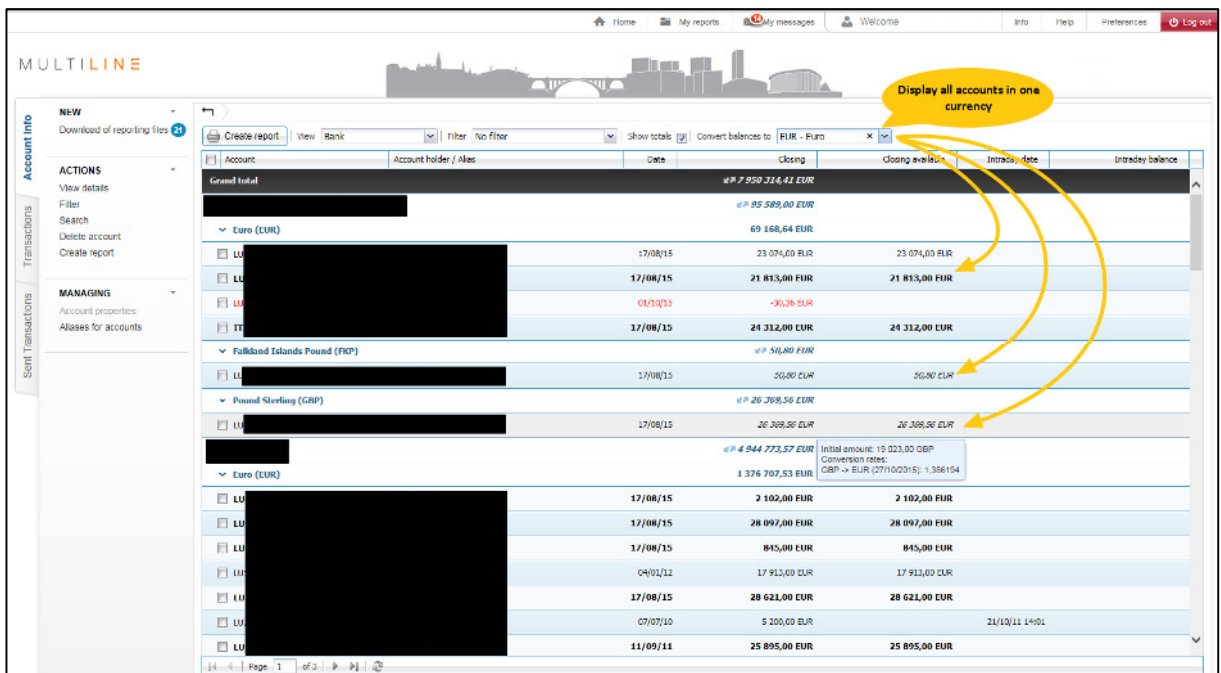 Home My reports 14 My messages Welcome Info Help Preferences Log out
MULTILINE
Display all accounts in one
currency
Account Info
Transactions
Sent Transactions
NEW
Download of reporting files 21
ACTIONS
View details
Filter
Search
Delete account
Create report
MANAGING
Account properties
Aliases for accounts
Create report View Bank Filter No filter Show totals Convert balances to EUR - Euro
Account Account holder / Alias Date Closing Closing available Intraday date Intraday balance
Grand total 7 950 314,41 EUR
95 589,00 EUR
Euro (EUR) 69 168,64 EUR
LU 17/08/15 23 074,00 EUR 23 074,00 EUR
LU 17/08/15 21 813,00 EUR 21 813,00 EUR
LU 01/10/15 -30,36 EUR
IT 17/08/15 24 312,00 EUR 24 312,00 EUR
Falkland Islands Pound (FKP) 50,80 EUR
LU 17/08/15 50,80 EUR 50,80 EUR
Pound Sterling (GBP) 26 369,56 EUR
LU 17/08/15 26 369,56 EUR 26 369,56 EUR
4 944 773,57 EUR
Initial amount: 19 023,00 GBP
Conversion rates:
GBP -> EUR (27/10/2015): 1,386194
Euro (EUR) 1 376 707,53 EUR
LU 17/08/15 2 102,00 EUR 2 102,00 EUR
LU 17/08/15 28 097,00 EUR 28 097,00 EUR
LU 17/08/15 845,00 EUR 845,00 EUR
LU 04/01/12 17 913,00 EUR 17 913,00 EUR
LU 17/08/15 28 621,00 EUR 28 621,00 EUR
LU 07/07/10 5 200,00 EUR 21/10/11 14:01
LU 11/09/11 25 895,00 EUR 25 895,00 EUR
Page 1 of 3